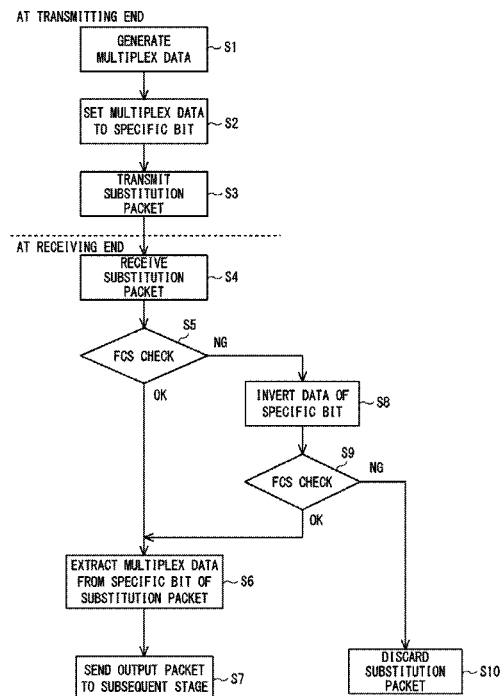 AT TRANSMITTING END
GENERATE
MULTIPLEX DATA
S1
SET MULTIPLEX DATA
TO SPECIFIC BIT
S2
TRANSMIT
SUBSTITUTION
PACKET
S3
AT RECEIVING END
RECEIVE
SUBSTITUTION
PACKET
S4
S5
FCS CHECK
NG
OK
INVERT DATA OF
SPECIFIC BIT
S8
S9
FCS CHECK
NG
OK
EXTRACT MULTIPLEX DATA
FROM SPECIFIC BIT OF
SUBSTITUTION PACKET
S6
SEND OUTPUT PACKET
TO SUBSEQUENT STAGE
S7
DISCARD
SUBSTITUTION
PACKET
S10